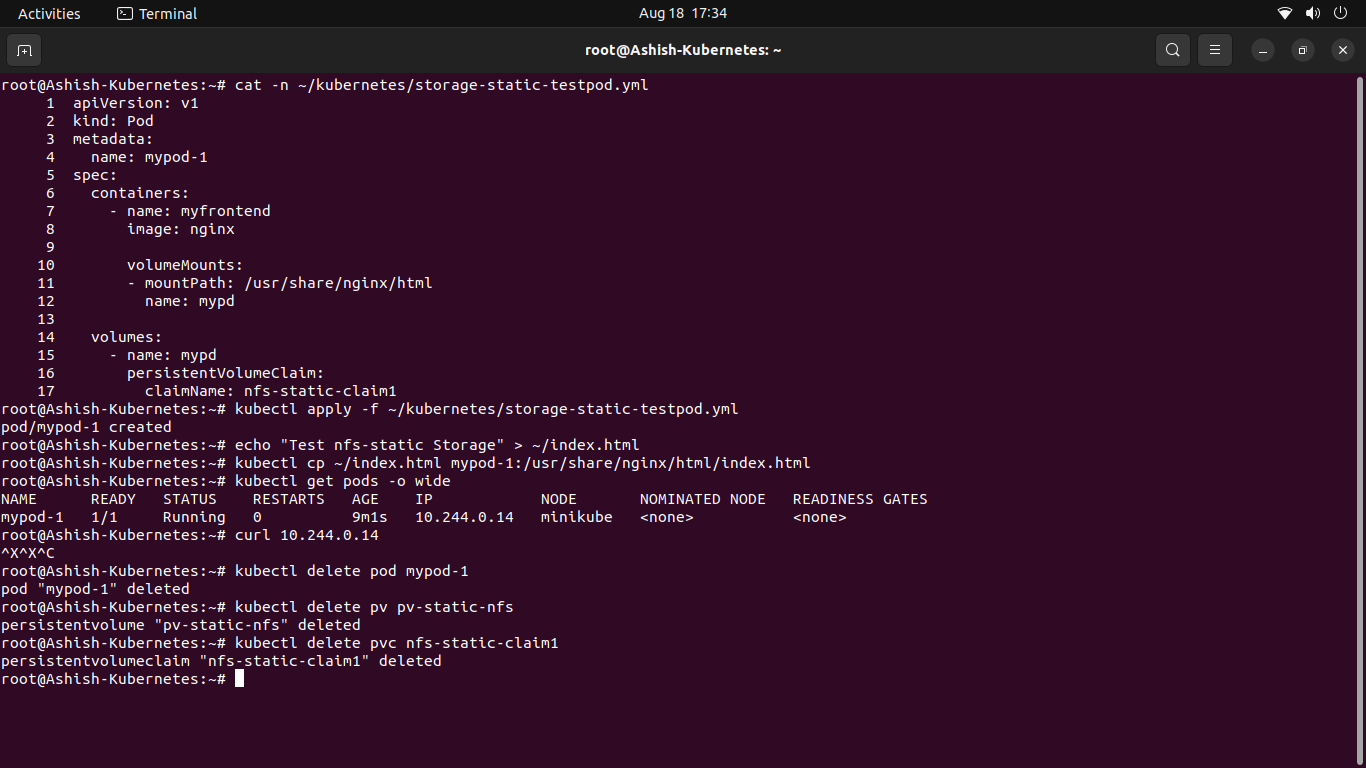 Activities Terminal Aug 18 17:34
root@Ashish-Kubernetes: ~
root@Ashish-Kubernetes:~# cat -n ~/kubernetes/storage-static-testpod.yml
     1  apiVersion: v1
     2  kind: Pod
     3  metadata:
     4    name: mypod-1
     5  spec:
     6    containers:
     7      - name: myfrontend
     8        image: nginx
     9
    10        volumeMounts:
    11        - mountPath: /usr/share/nginx/html
    12          name: mypd
    13
    14    volumes:
    15      - name: mypd
    16        persistentVolumeClaim:
    17          claimName: nfs-static-claim1
root@Ashish-Kubernetes:~# kubectl apply -f ~/kubernetes/storage-static-testpod.yml
pod/mypod-1 created
root@Ashish-Kubernetes:~# echo "Test nfs-static Storage" > ~/index.html
root@Ashish-Kubernetes:~# kubectl cp ~/index.html mypod-1:/usr/share/nginx/html/index.html
root@Ashish-Kubernetes:~# kubectl get pods -o wide
NAME      READY   STATUS    RESTARTS   AGE    IP            NODE       NOMINATED NODE   READINESS GATES
mypod-1   1/1     Running   0          9m1s   10.244.0.14   minikube   <none>           <none>
root@Ashish-Kubernetes:~# curl 10.244.0.14
^X^X^C
root@Ashish-Kubernetes:~# kubectl delete pod mypod-1
pod "mypod-1" deleted
root@Ashish-Kubernetes:~# kubectl delete pv pv-static-nfs
persistentvolume "pv-static-nfs" deleted
root@Ashish-Kubernetes:~# kubectl delete pvc nfs-static-claim1
persistentvolumeclaim "nfs-static-claim1" deleted
root@Ashish-Kubernetes:~#